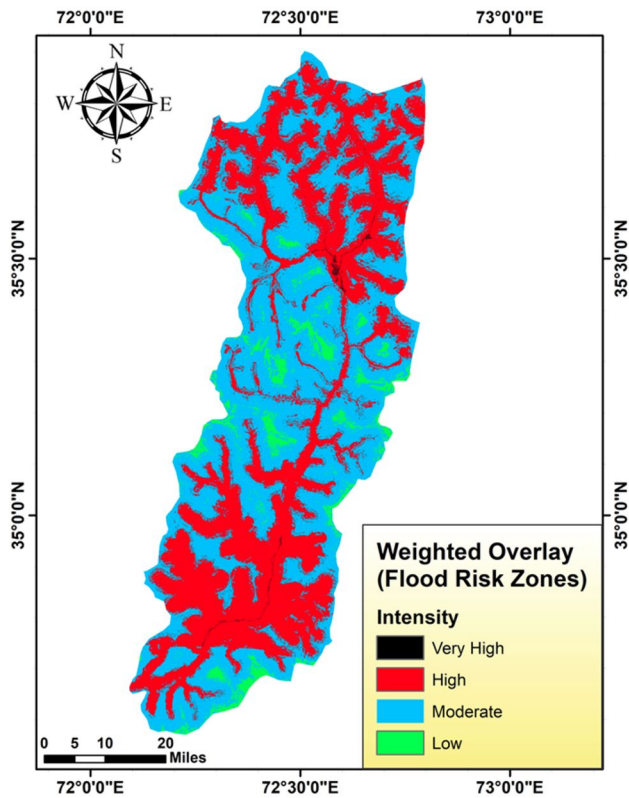 72°0'0"E 72°30'0"E 73°0'0"E
N
W E
S
35°30'0"N 35°30'0"N
35°0'0"N 35°0'0"N
Weighted Overlay
(Flood Risk Zones)
Intensity
Very High
High
Moderate
Low
0 5 10 20
Miles
72°0'0"E 72°30'0"E 73°0'0"E